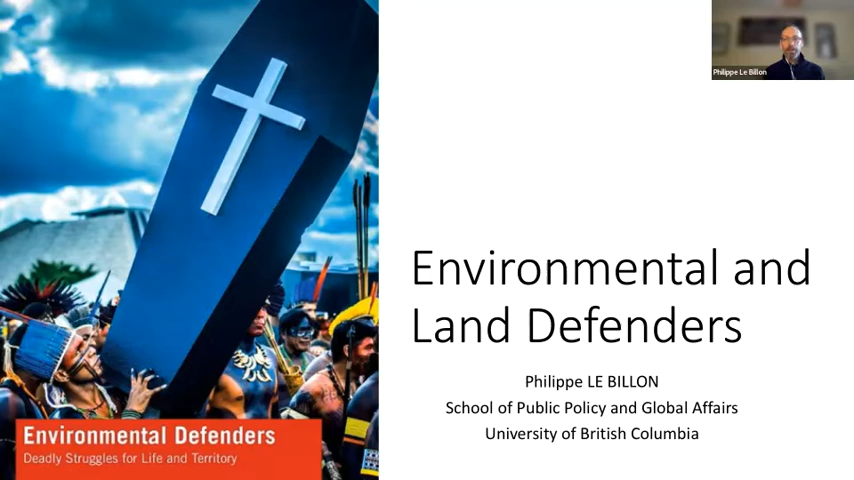 Philippe Le Billon
Environmental and
Land Defenders
Philippe LE BILLON
School of Public Policy and Global Affairs
University of British Columbia
Environmental Defenders
Deadly Struggles for Life and Territory